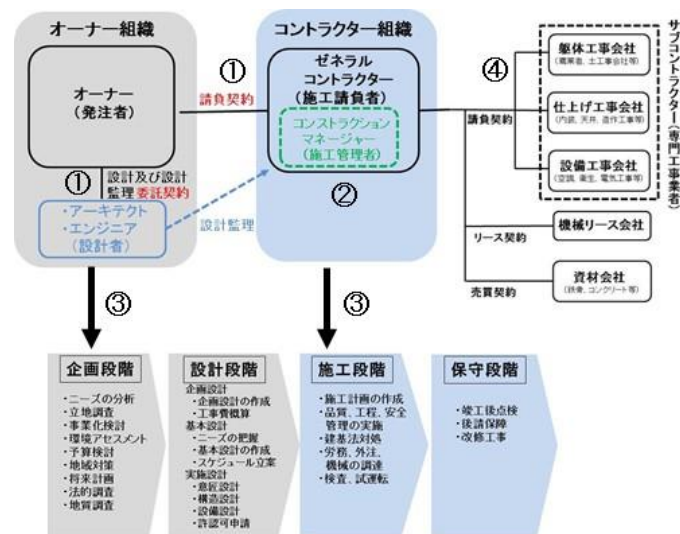 オーナー組織
オーナー
(発注者)
①
設計及び設計
監理 委託契約
・アーキテクト
・エンジニア
(設計者)
①
請負契約
設計監理
コントラクター組織
ゼネラル
コントラクター
(施工請負者)
コンストラクション
マネージャー
(施工管理者)
②
④
請負契約
リース契約
売買契約
躯体工事会社
仕上げ工事会社
(内装、天井、造作工事等)
設備工事会社
(空調、衛生、電気工事等)
機械リース会社
資材会社
(鉄骨、コンクリート等)
サブコントラクター(専門工事業者)
③
③
企画段階
・ニーズの分析
・立地調査
・事業化検討
・環境アセスメント
・予算検討
・地域対策
・将来計画
・法的調査
・地質調査
設計段階
企画設計
・企画設計の作成
・工事費概算
基本設計
・ニーズの把握
・基本設計の作成
・スケジュール立案
実施設計
・意匠設計
・構造設計
・設備設計
・許認可申請
施工段階
・施工計画の作成
・品質、工程、安全
管理の実施
・建基法対処
・労務、外注、
機械の調達
・検査、試運転
保守段階
・竣工後点検
・後請保障
・改修工事